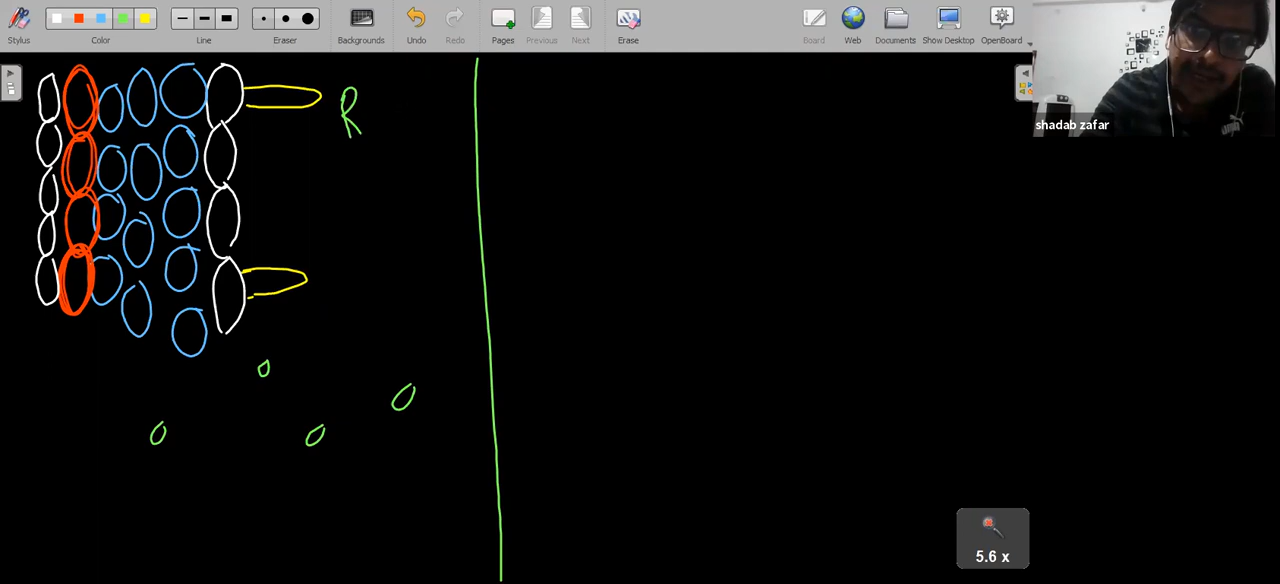 Stylus
Color
Line
Eraser
Backgrounds
Undo
Redo
Pages
Previous
Next
Erase
Board
Web
Documents
Show Desktop
OpenBoard
shadab zafar
R
5.6 x